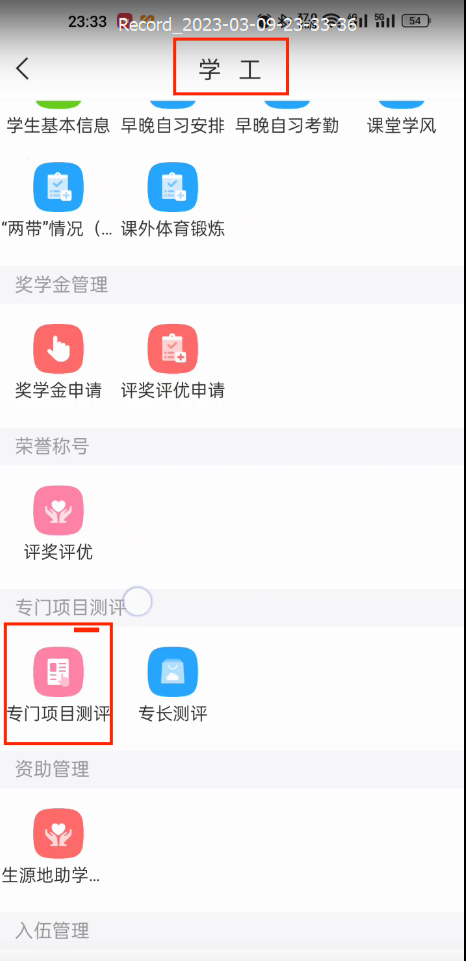 23:33
Record_2023-03-09-23-33-36
54
学 工
学生基本信息 早晚自习安排 早晚自习考勤 课堂学风
“两带”情况（... 课外体育锻炼
奖学金管理
奖学金申请 评奖评优申请
荣誉称号
评奖评优
专门项目测评
专门项目测评 专长测评
资助管理
生源地助学...
入伍管理